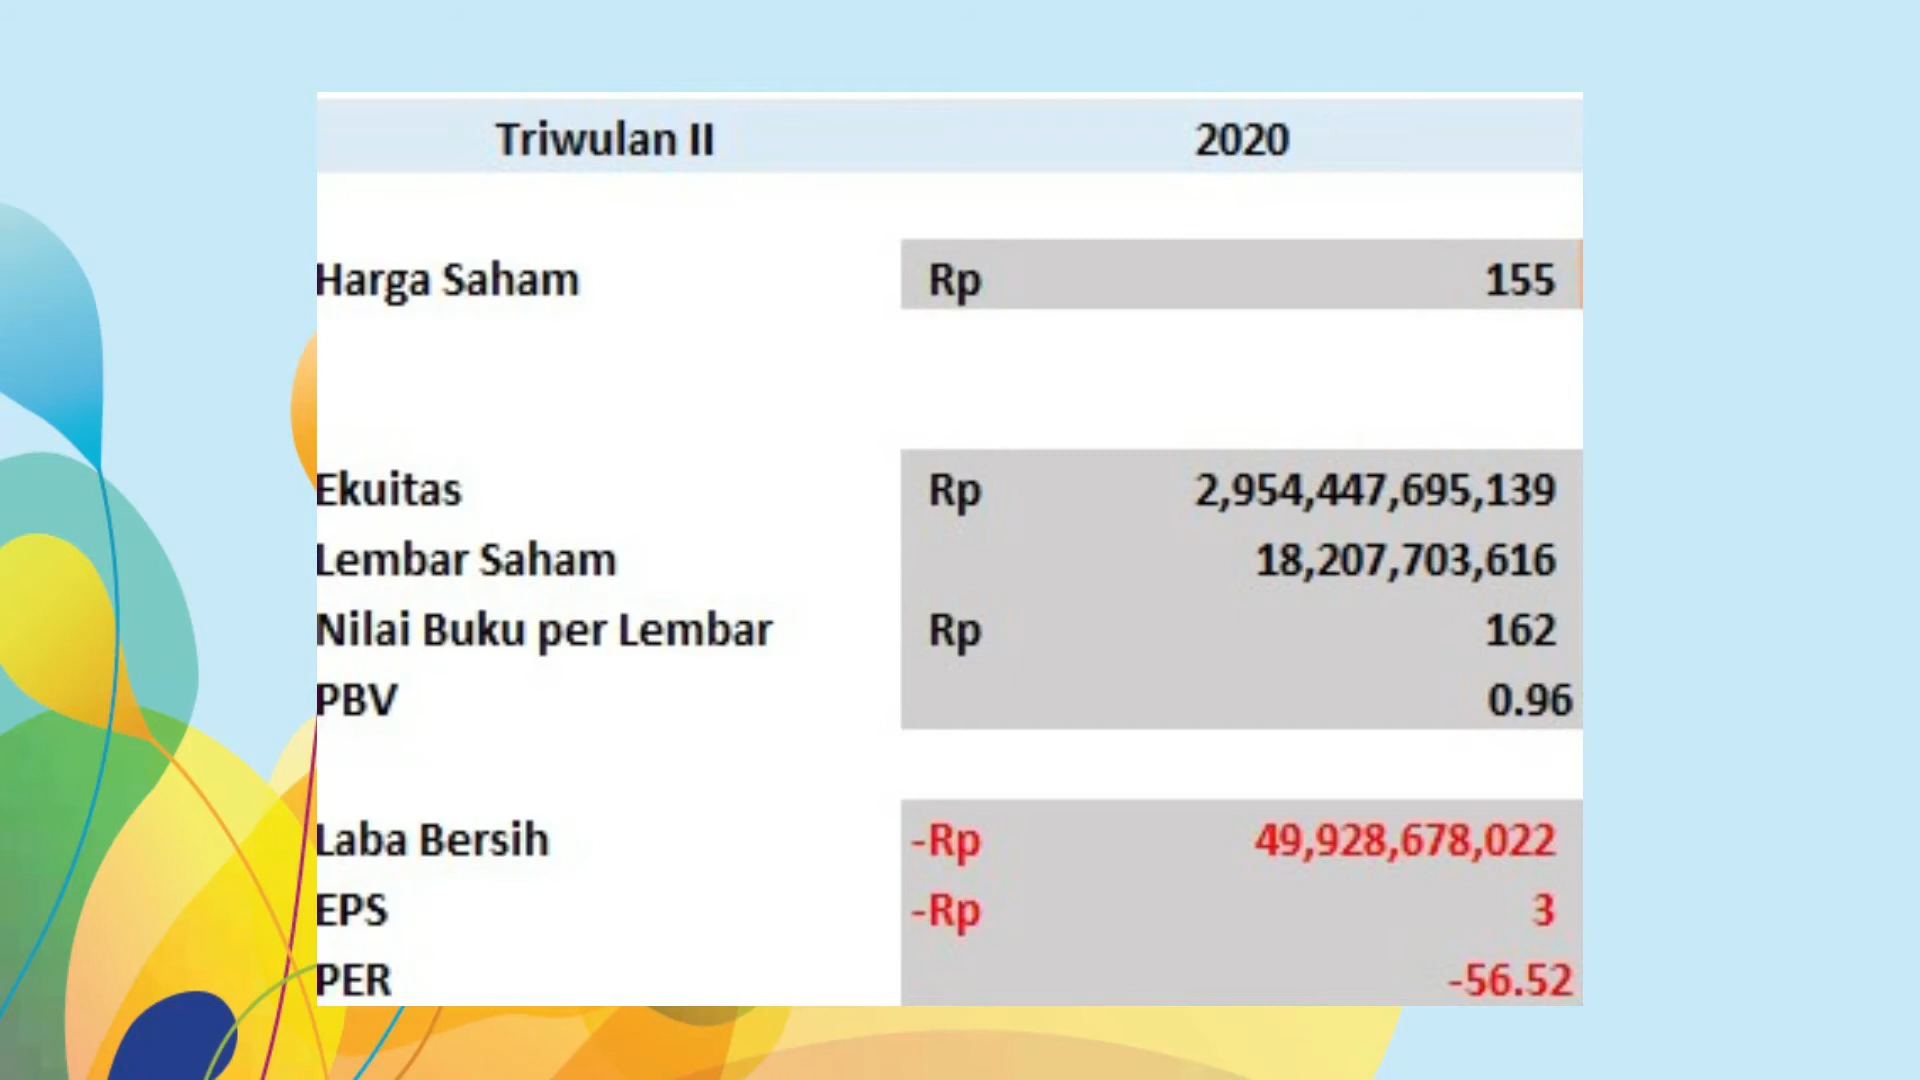 Triwulan II 2020
Harga Saham Rp 155
Ekuitas Rp 2,954,447,695,139
Lembar Saham 18,207,703,616
Nilai Buku per Lembar Rp 162
PBV 0.96
Laba Bersih -Rp 49,928,678,022
EPS -Rp 3
PER -56.52